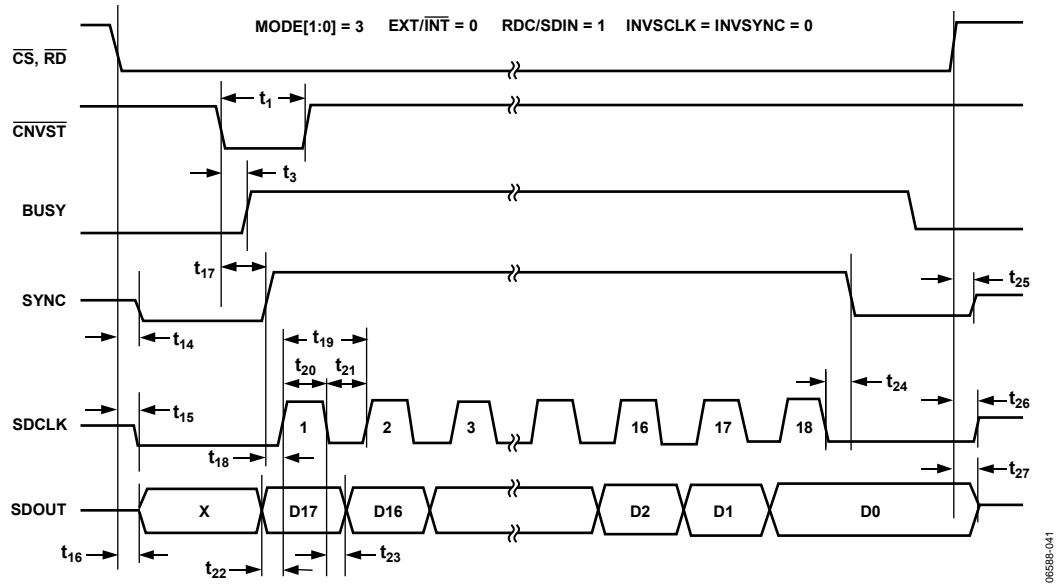 MODE[1:0] = 3 EXT/INT = 0 RDC/SDIN = 1 INVSCLK = INVSYNC = 0
CS, RD
t1
CNVST
t3
BUSY
t17
SYNC
t25
t14
t19
t20 t21
t24
t15
t26
SDCLK
1 2 3 16 17 18
t18
t27
SDOUT
X D17 D16 D2 D1 D0
t16
t22
t23
06588-041